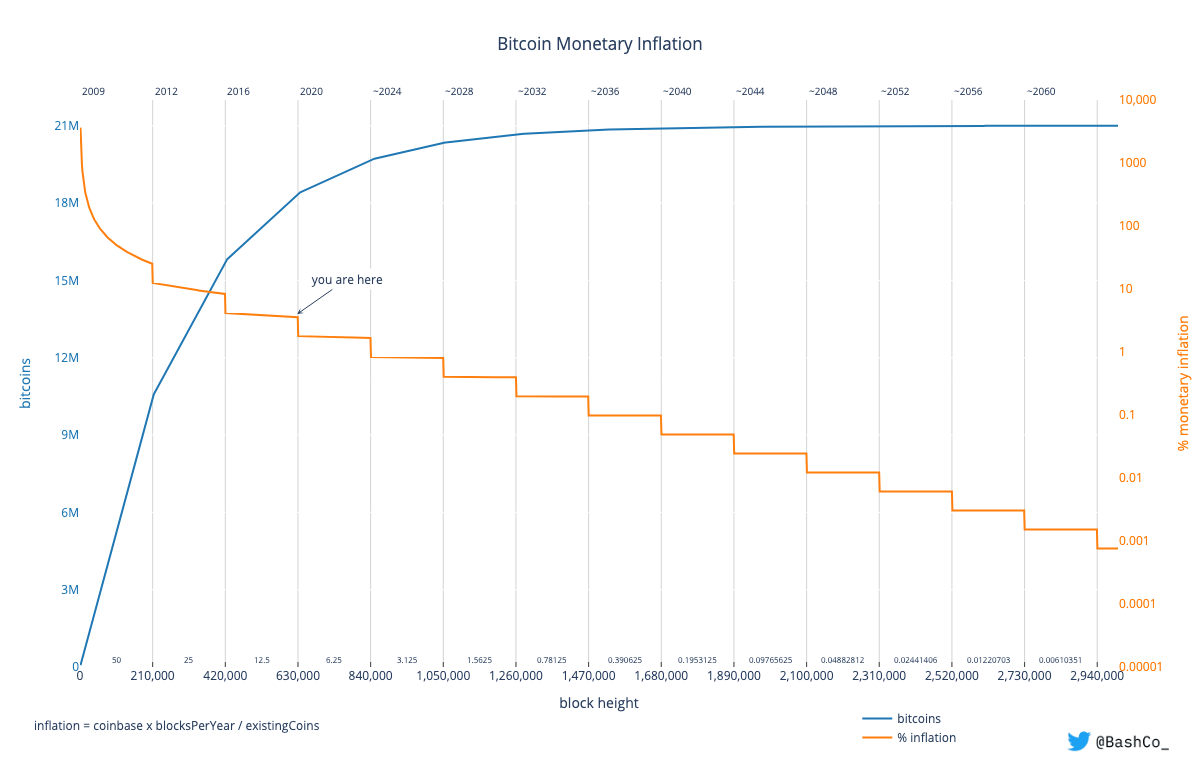 Bitcoin Monetary Inflation
2009 2012 2016 2020 ~2024 ~2028 ~2032 ~2036 ~2040 ~2044 ~2048 ~2052 ~2056 ~2060
10,000
21M
1000
18M
100
15M
you are here
10
12M
1
bitcoins
% monetary inflation
0.1
9M
0.01
6M
0.001
3M
0.0001
0
50 25 12.5 6.25 3.125 1.5625 0.78125 0.390625 0.1953125 0.09765625 0.04882812 0.02441406 0.01220703 0.00610351
0.00001
0 210,000 420,000 630,000 840,000 1,050,000 1,260,000 1,470,000 1,680,000 1,890,000 2,100,000 2,310,000 2,520,000 2,730,000 2,940,000
block height
inflation = coinbase x blocksPerYear / existingCoins
bitcoins
% inflation
@BashCo_